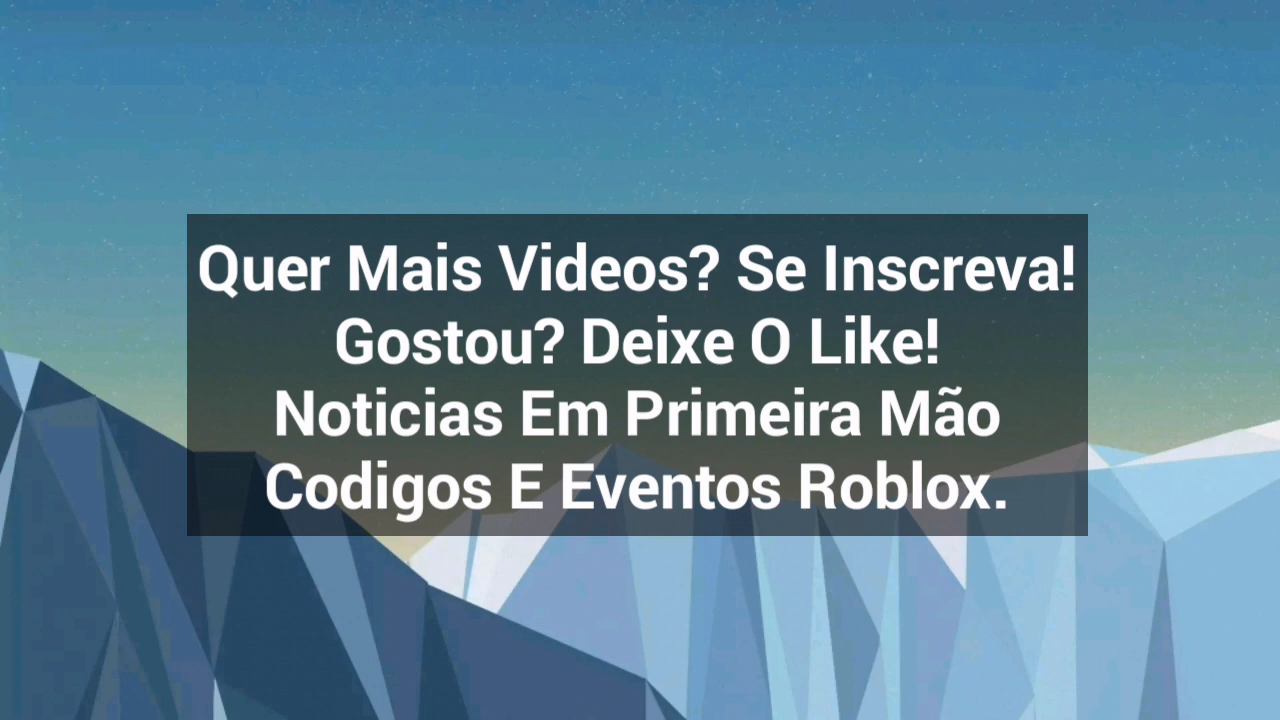 Quer Mais Videos? Se Inscreva!
Gostou? Deixe O Like!
Noticias Em Primeira Mão
Codigos E Eventos Roblox.